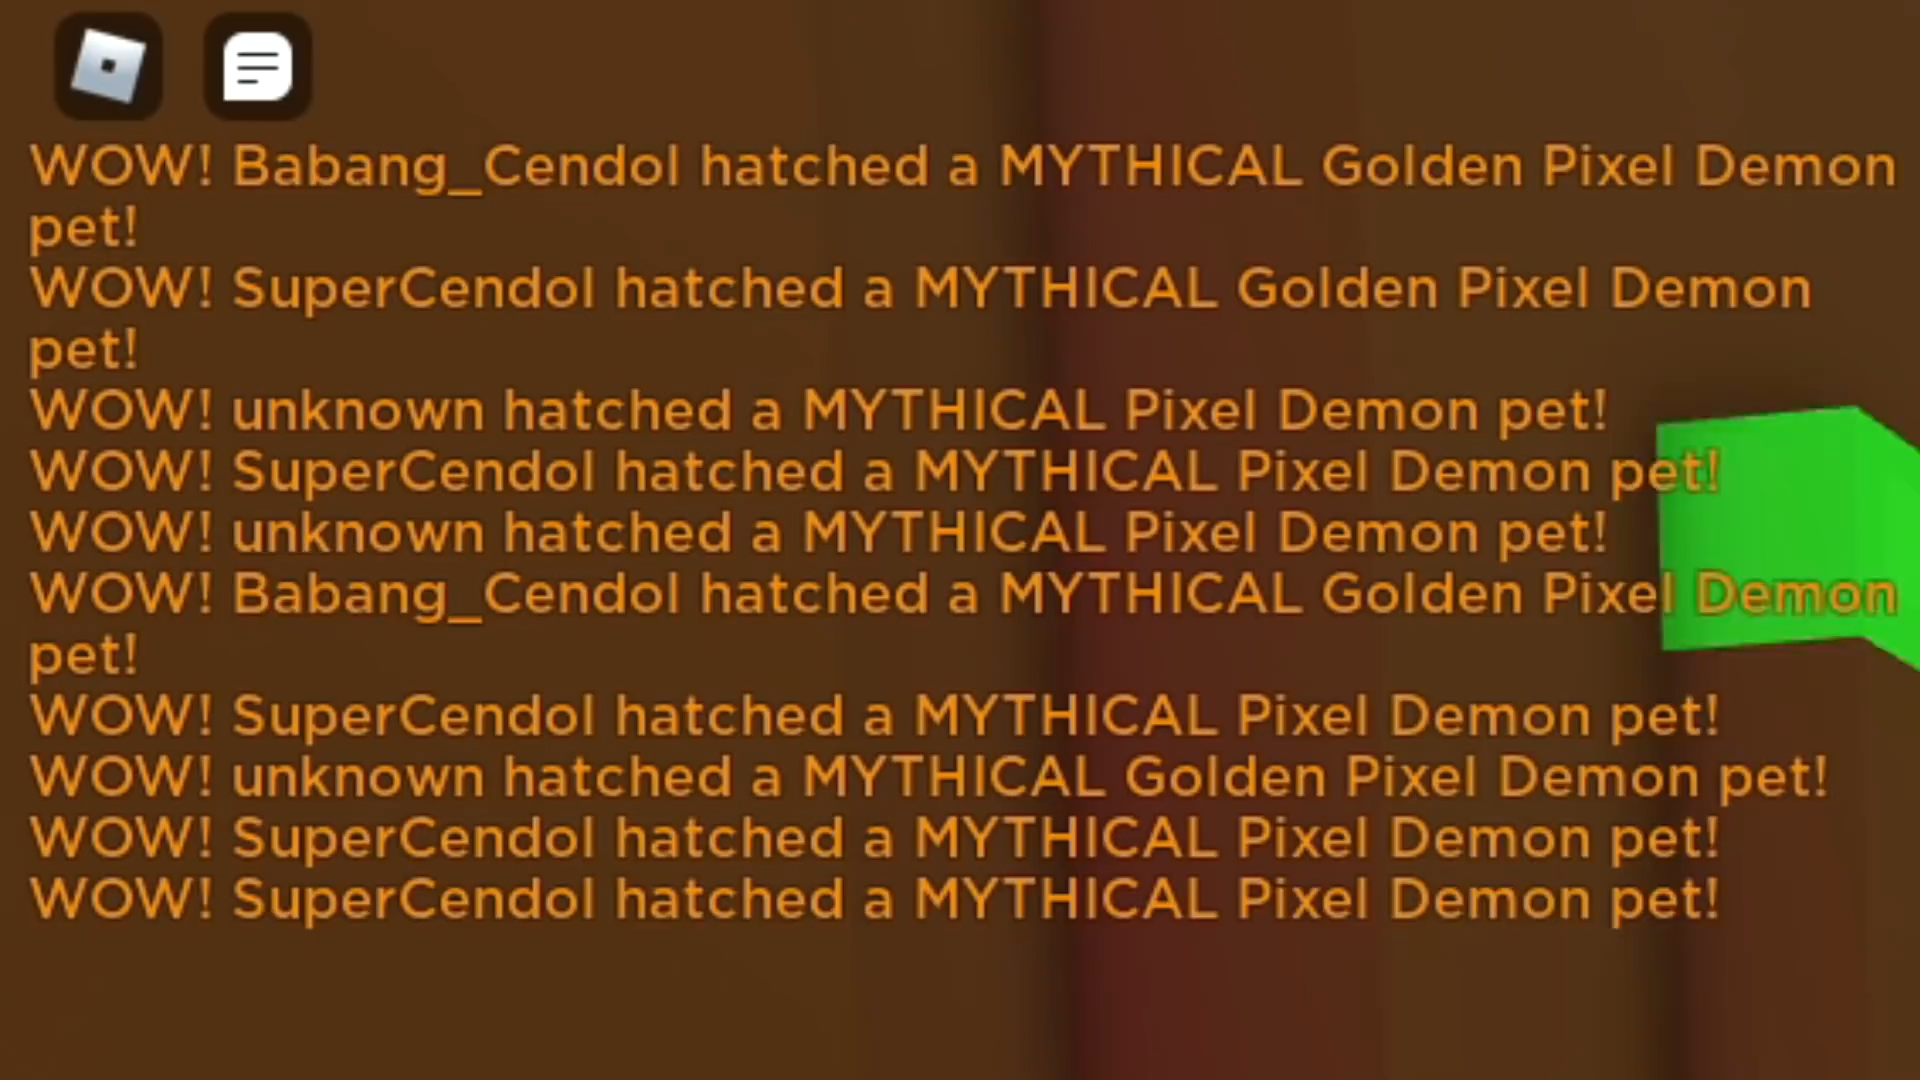 WOW! Babang_Cendol hatched a MYTHICAL Golden Pixel Demon
pet!
WOW! SuperCendol hatched a MYTHICAL Golden Pixel Demon
pet!
WOW! unknown hatched a MYTHICAL Pixel Demon pet!
WOW! SuperCendol hatched a MYTHICAL Pixel Demon pet!
WOW! unknown hatched a MYTHICAL Pixel Demon pet!
WOW! Babang_Cendol hatched a MYTHICAL Golden Pixel Demon
pet!
WOW! SuperCendol hatched a MYTHICAL Pixel Demon pet!
WOW! unknown hatched a MYTHICAL Golden Pixel Demon pet!
WOW! SuperCendol hatched a MYTHICAL Pixel Demon pet!
WOW! SuperCendol hatched a MYTHICAL Pixel Demon pet!